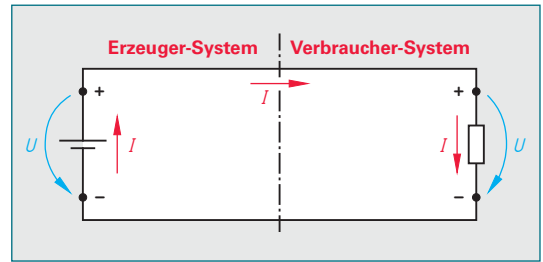 Erzeuger-System Verbraucher-System
I
+ +
U I I U
– –